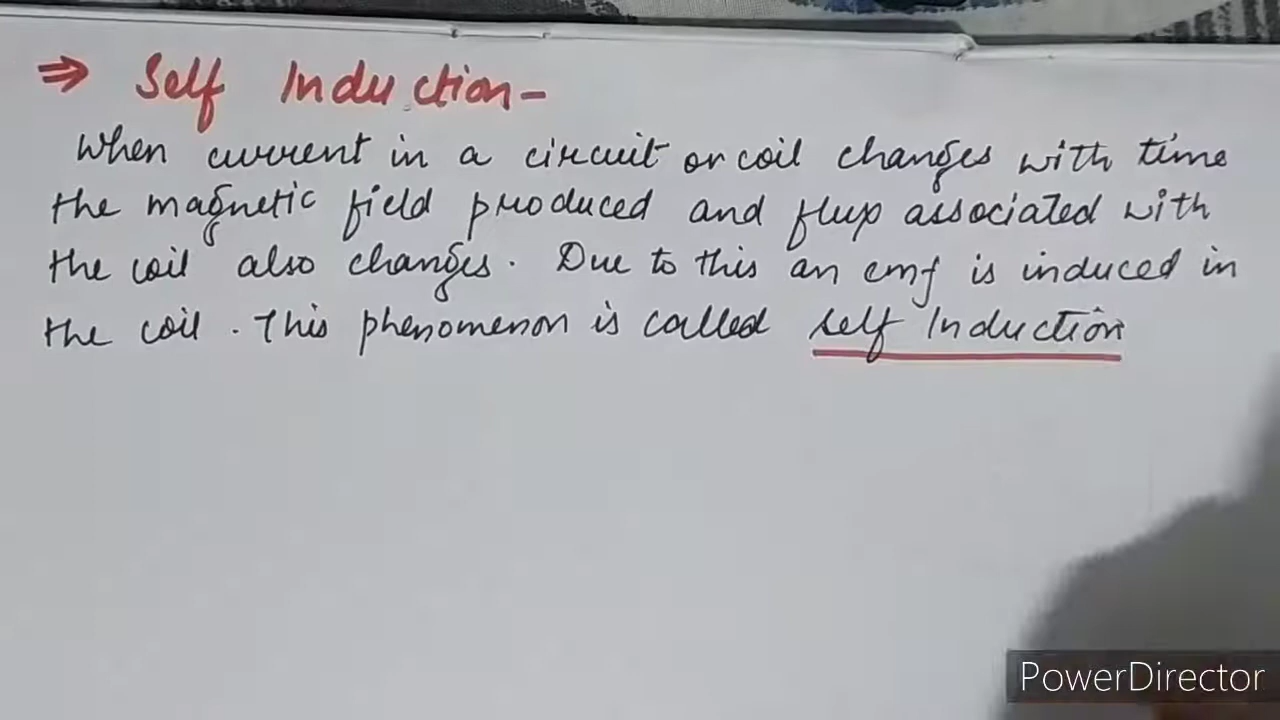 ⇒ Self Induction-
When current in a circuit or coil changes with time
the magnetic field produced and flux associated with
the coil also changes. Due to this an emf is induced in
the coil. This phenomenon is called self Induction
PowerDirector